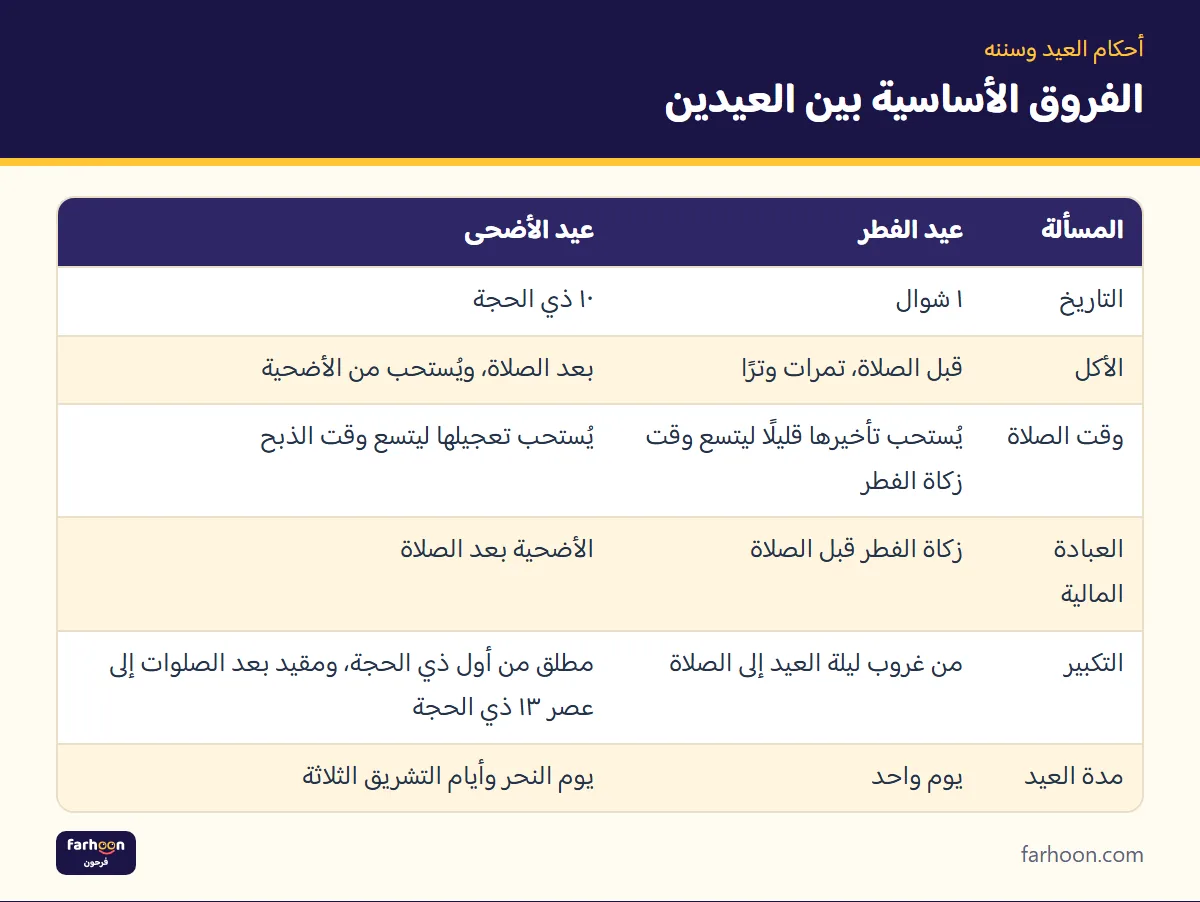 أحكام العيد وسننه
الفروق الأساسية بين العيدين
المسألة عيد الفطر عيد الأضحى
التاريخ ١ شوال ١٠ ذي الحجة
الأكل قبل الصلاة، تمرات وترًا بعد الصلاة، ويُستحب من الأضحية
وقت الصلاة يُستحب تأخيرها قليلًا ليتسع وقت يُستحب تعجيلها ليتسع وقت الذبح
زكاة الفطر
العبادة زكاة الفطر قبل الصلاة الأضحية بعد الصلاة
المالية
التكبير من غروب ليلة العيد إلى الصلاة مطلق من أول ذي الحجة، ومقيد بعد الصلوات إلى
عصر ١٣ ذي الحجة
مدة العيد يوم واحد يوم النحر وأيام التشريق الثلاثة
farhoon
فرحون
farhoon.com